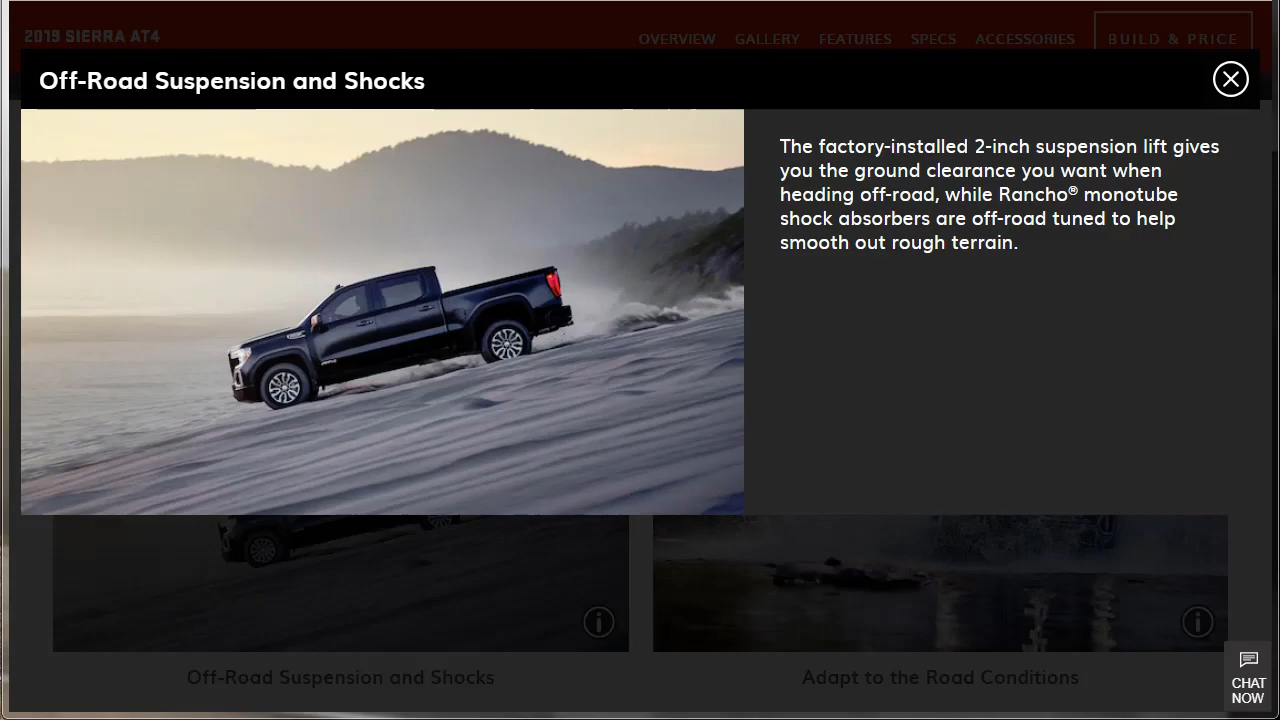 2019 SIERRA AT4
OVERVIEW GALLERY FEATURES SPECS ACCESSORIES BUILD & PRICE
Off-Road Suspension and Shocks
The factory-installed 2-inch suspension lift gives
you the ground clearance you want when
heading off-road, while Rancho® monotube
shock absorbers are off-road tuned to help
smooth out rough terrain.
Off-Road Suspension and Shocks
Adapt to the Road Conditions
CHAT
NOW